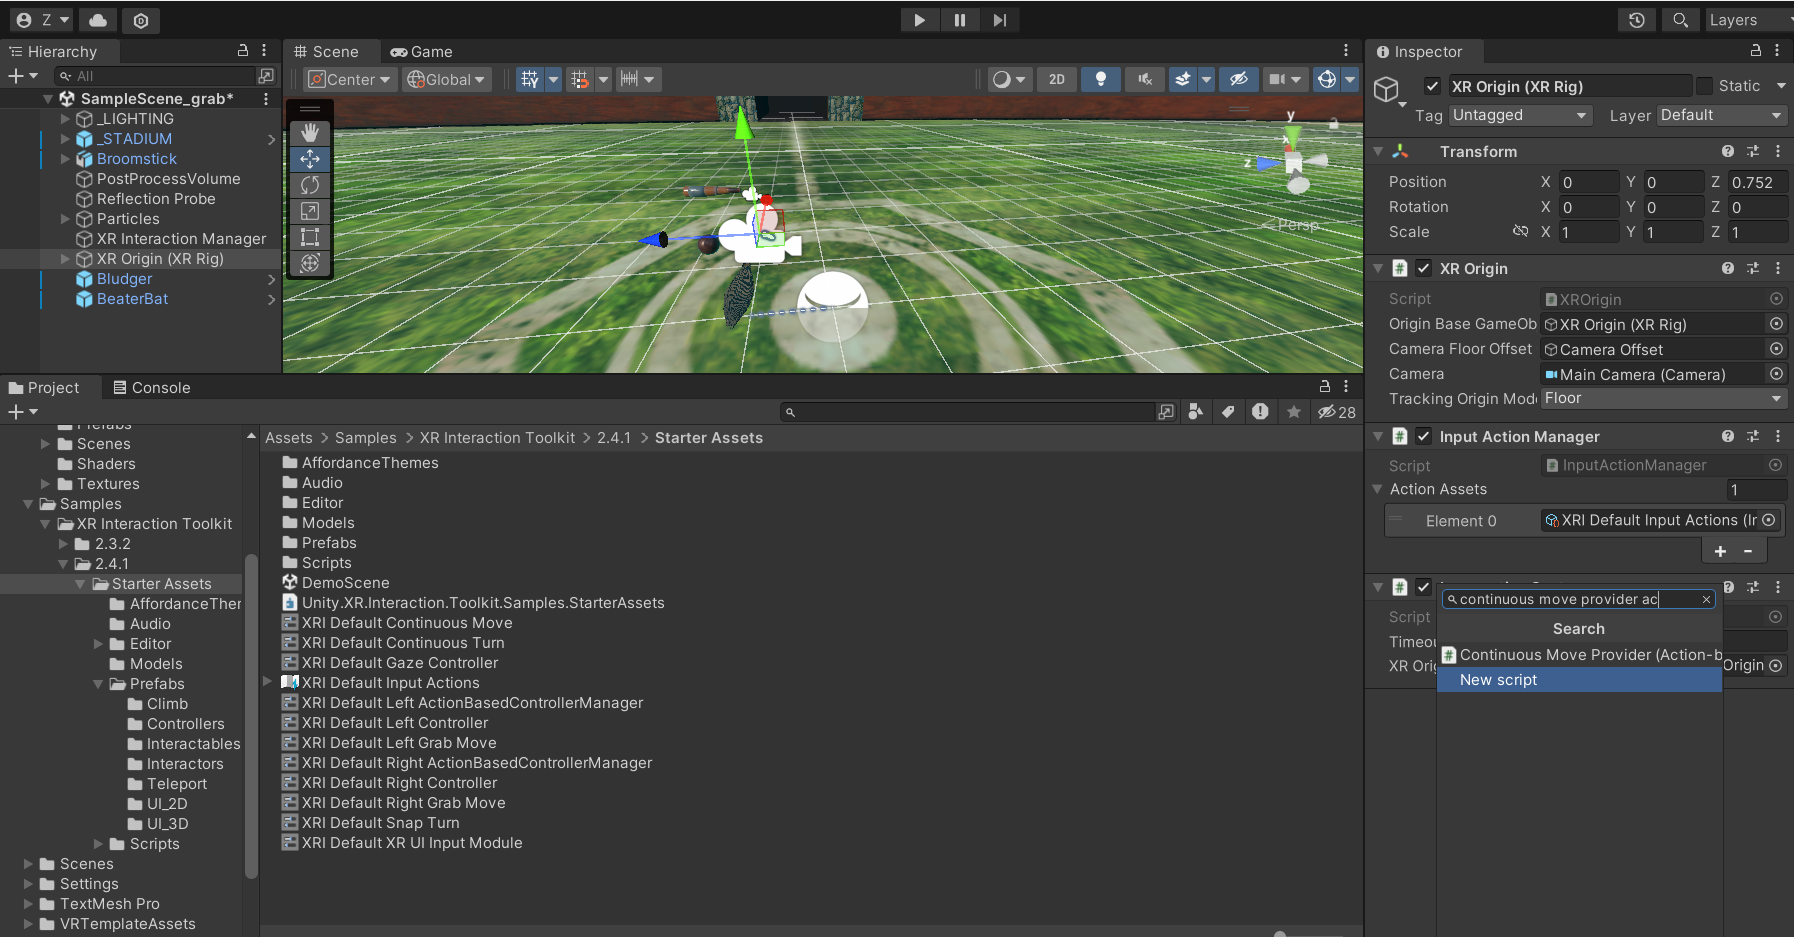 Z
Layers
Hierarchy
All
SampleScene_grab*
_LIGHTING
_STADIUM
Broomstick
PostProcessVolume
Reflection Probe
Particles
XR Interaction Manager
XR Origin (XR Rig)
Bludger
BeaterBat
Scene
Game
Center
Global
2D
y
x
z
Persp
Inspector
XR Origin (XR Rig)
Static
Tag Untagged
Layer Default
Transform
Position X 0 Y 0 Z 0.752
Rotation X 0 Y 0 Z 0
Scale X 1 Y 1 Z 1
XR Origin
Script XROrigin
Origin Base GameOb XR Origin (XR Rig)
Camera Floor Offset Camera Offset
Camera Main Camera (Camera)
Tracking Origin Mod Floor
Input Action Manager
Script InputActionManager
Action Assets 1
Element 0 XRI Default Input Actions (In
+ -
continuous move provider ac
Script
Search
Timeou
Continuous Move Provider (Action-b
XR Orig
Origin
New script
Project
Console
28
Prefabs
Scenes
Shaders
Textures
Samples
XR Interaction Toolkit
2.3.2
2.4.1
Starter Assets
AffordanceTher
Audio
Editor
Models
Prefabs
Climb
Controllers
Interactables
Interactors
Teleport
UI_2D
UI_3D
Scripts
Scenes
Settings
TextMesh Pro
VRTemplateAssets
Assets > Samples > XR Interaction Toolkit > 2.4.1 > Starter Assets
AffordanceThemes
Audio
Editor
Models
Prefabs
Scripts
DemoScene
Unity.XR.Interaction.Toolkit.Samples.StarterAssets
XRI Default Continuous Move
XRI Default Continuous Turn
XRI Default Gaze Controller
XRI Default Input Actions
XRI Default Left ActionBasedControllerManager
XRI Default Left Controller
XRI Default Left Grab Move
XRI Default Right ActionBasedControllerManager
XRI Default Right Controller
XRI Default Right Grab Move
XRI Default Snap Turn
XRI Default XR UI Input Module